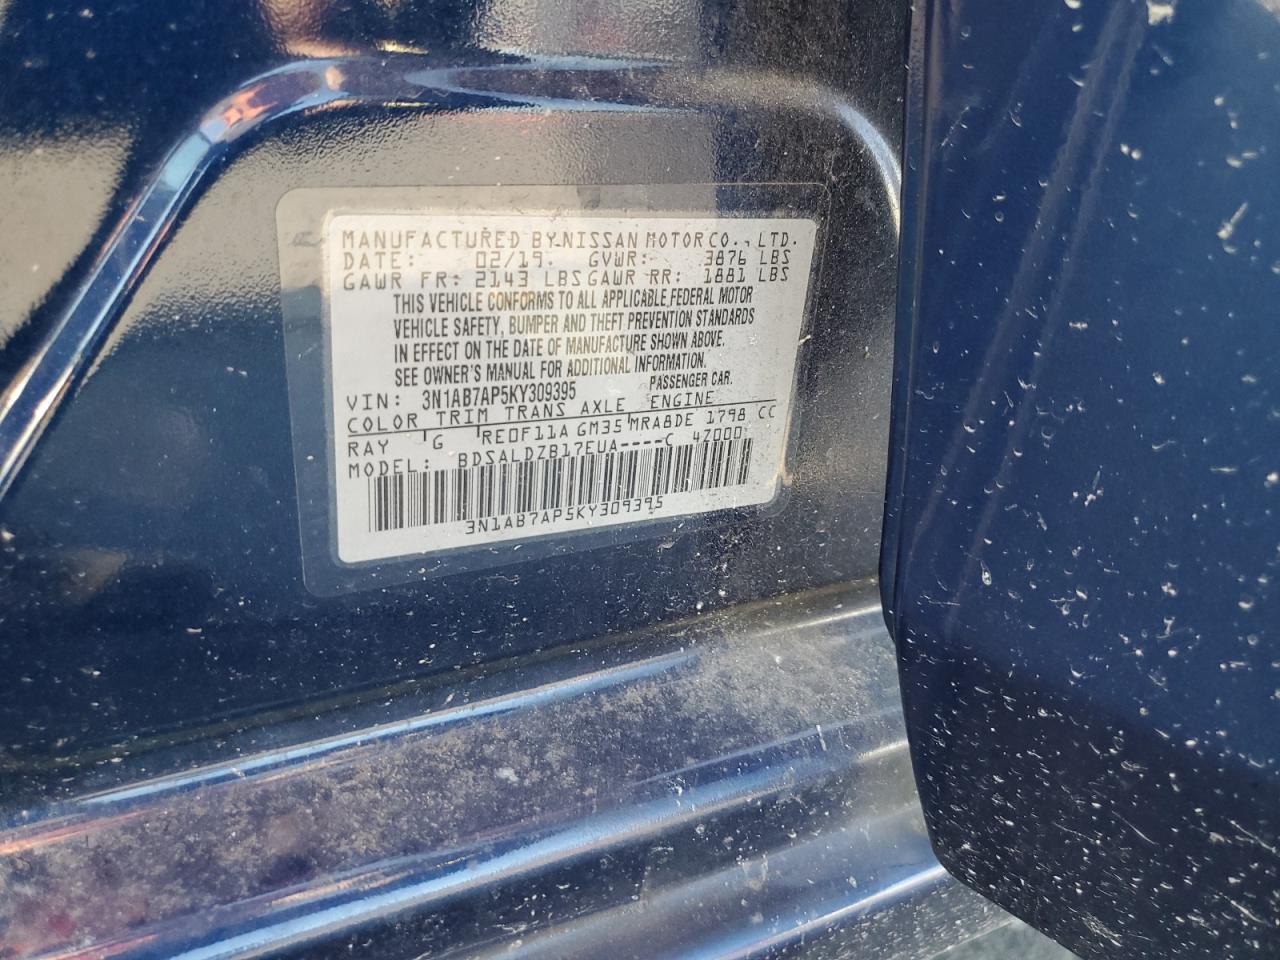 MANUFACTURED BY-NISSAN MOTOR CO., LTD.
DATE: 02/19. GVWR: 3876 LBS
GAWR FR: 2143 LBS GAWR RR: 1881 LBS
THIS VEHICLE CONFORMS TO ALL APPLICABLE FEDERAL MOTOR
VEHICLE SAFETY, BUMPER AND THEFT PREVENTION STANDARDS
IN EFFECT ON THE DATE OF MANUFACTURE SHOWN ABOVE.
SEE OWNER'S MANUAL FOR ADDITIONAL INFORMATION.
VIN: 3N1AB7AP5KY309395 PASSENGER CAR.
COLOR TRIM TRANS AXLE ENGINE
RAY G RE0F11A GM35 MRA8DE 1798 CC
MODEL: BDSALDZB17EUA----C 4Z000
3N1AB7AP5KY309395